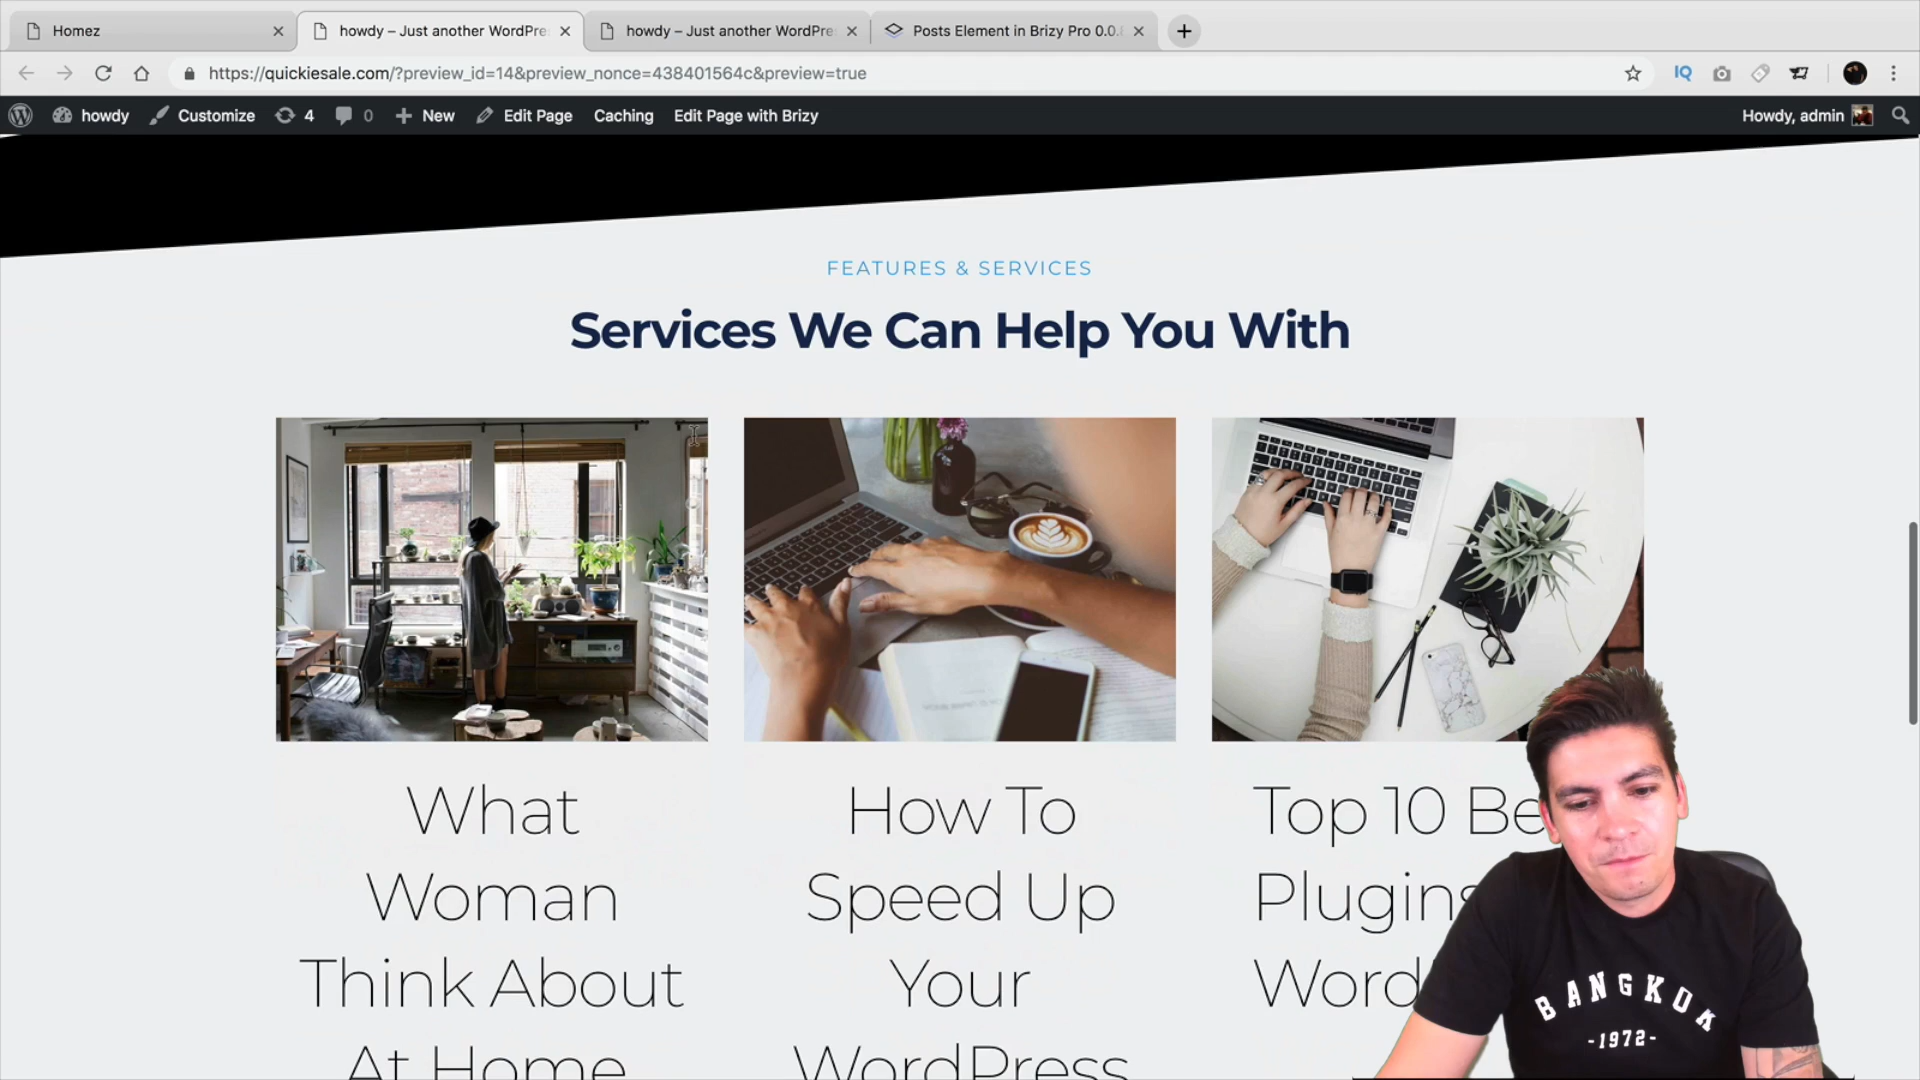 Homez
howdy – Just another WordPre
howdy – Just another WordPre
Posts Element in Brizy Pro 0.0.
https://quickiesale.com/?preview_id=14&preview_nonce=438401564c&preview=true
IQ
howdy
Customize
4
0
New
Edit Page
Caching
Edit Page with Brizy
Howdy, admin
FEATURES & SERVICES
Services We Can Help You With
What
Woman
Think About
At Home
How To
Speed Up
Your
WordPress
Top 10 Be
Plugins
Word
BANGKOK
-1972-